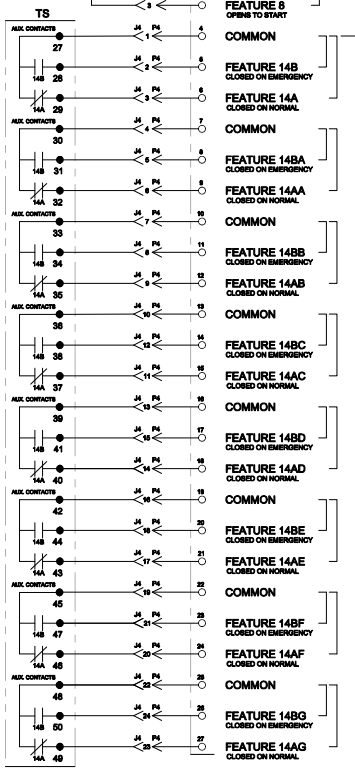 TS
3 FEATURE 8
OPENS TO START
AUX. CONTACTS J4 P4 4
27 1 COMMON
J4 P4 5
14B 28 2 FEATURE 14B
CLOSED ON EMERGENCY
J4 P4 6
14A 29 3 FEATURE 14A
CLOSED ON NORMAL
AUX. CONTACTS J4 P4 7
30 4 COMMON
J4 P4 8
14B 31 5 FEATURE 14BA
CLOSED ON EMERGENCY
J4 P4 9
14A 32 6 FEATURE 14AA
CLOSED ON NORMAL
AUX. CONTACTS J4 P4 10
33 7 COMMON
J4 P4 11
14B 34 8 FEATURE 14BB
CLOSED ON EMERGENCY
J4 P4 12
14A 35 9 FEATURE 14AB
CLOSED ON NORMAL
AUX. CONTACTS J4 P4 13
36 10 COMMON
J4 P4 14
14B 38 12 FEATURE 14BC
CLOSED ON EMERGENCY
J4 P4 15
14A 37 11 FEATURE 14AC
CLOSED ON NORMAL
AUX. CONTACTS J4 P4 16
39 13 COMMON
J4 P4 17
14B 41 15 FEATURE 14BD
CLOSED ON EMERGENCY
J4 P4 18
14A 40 14 FEATURE 14AD
CLOSED ON NORMAL
AUX. CONTACTS J4 P4 19
42 16 COMMON
J4 P4 20
14B 44 18 FEATURE 14BE
CLOSED ON EMERGENCY
J4 P4 21
14A 43 17 FEATURE 14AE
CLOSED ON NORMAL
AUX. CONTACTS J4 P4 22
45 19 COMMON
J4 P4 23
14B 47 21 FEATURE 14BF
CLOSED ON EMERGENCY
J4 P4 24
14A 46 20 FEATURE 14AF
CLOSED ON NORMAL
AUX. CONTACTS J4 P4 25
48 22 COMMON
J4 P4 26
14B 50 24 FEATURE 14BG
CLOSED ON EMERGENCY
J4 P4 27
14A 49 23 FEATURE 14AG
CLOSED ON NORMAL